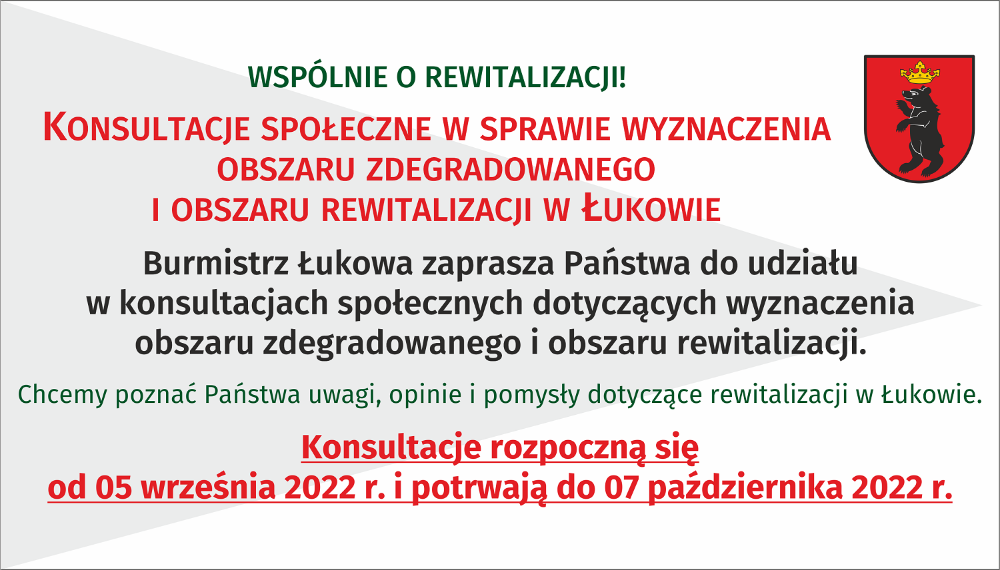 WSPÓLNIE O REWITALIZACJI!
KONSULTACJE SPOŁECZNE W SPRAWIE WYZNACZENIA
OBSZARU ZDEGRADOWANEGO
I OBSZARU REWITALIZACJI W ŁUKOWIE
Burmistrz Łukowa zaprasza Państwa do udziału
w konsultacjach społecznych dotyczących wyznaczenia
obszaru zdegradowanego i obszaru rewitalizacji.
Chcemy poznać Państwa uwagi, opinie i pomysły dotyczące rewitalizacji w Łukowie.
Konsultacje rozpoczną się
od 05 września 2022 r. i potrwają do 07 października 2022 r.